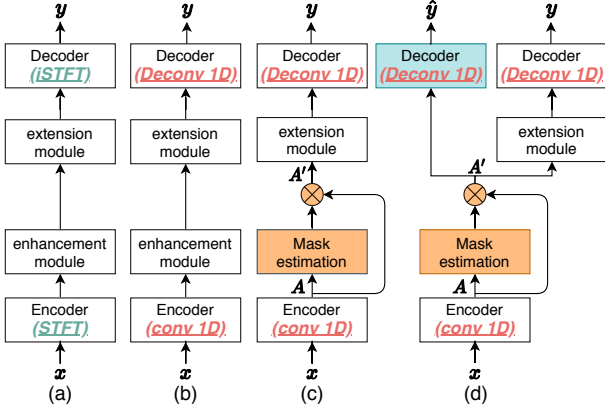 y y y ŷ y
Decoder Decoder Decoder Decoder Decoder
(iSTFT) (Deconv 1D) (Deconv 1D) (Deconv 1D) (Deconv 1D)
extension extension extension extension
module module module module
A' A'
enhancement enhancement Mask Mask
module module estimation estimation
A A
Encoder Encoder Encoder Encoder
(STFT) (conv 1D) (conv 1D) (conv 1D)
x x x x
(a) (b) (c) (d)